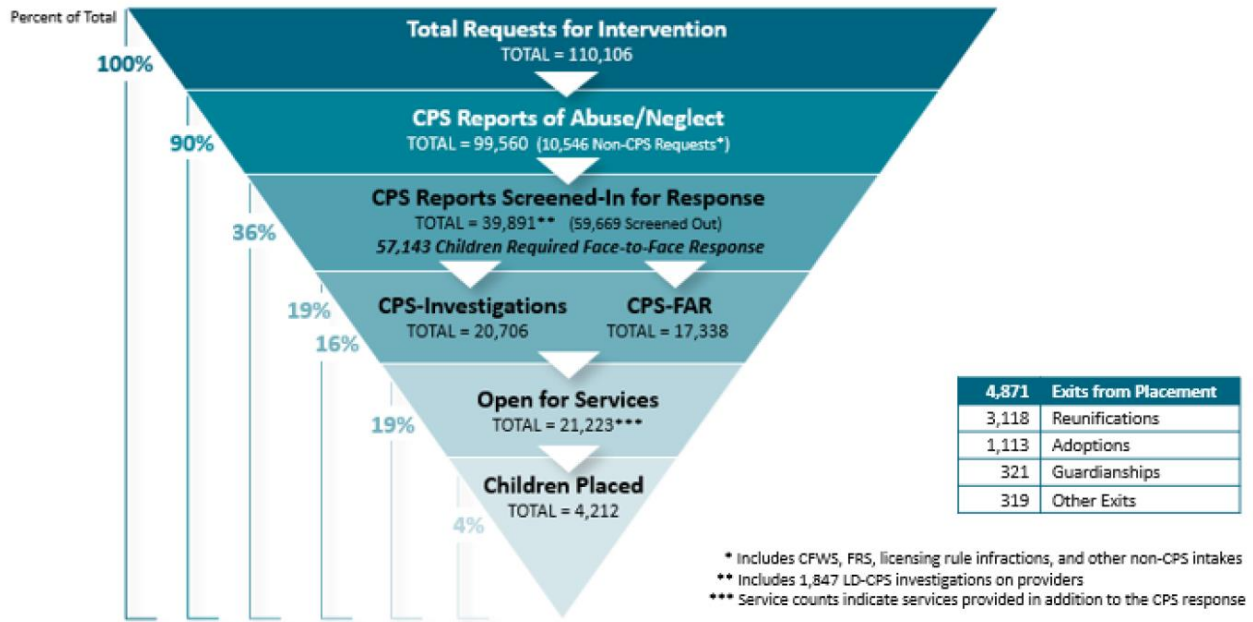 Percent of Total
Total Requests for Intervention
TOTAL = 110,106
100%
CPS Reports of Abuse/Neglect
TOTAL = 99,560 (10,546 Non-CPS Requests*)
90%
CPS Reports Screened-In for Response
TOTAL = 39,891** (59,669 Screened Out)
57,143 Children Required Face-to-Face Response
36%
CPS-Investigations CPS-FAR
TOTAL = 20,706 TOTAL = 17,338
19%
16%
Open for Services
TOTAL = 21,223***
19%
Children Placed
TOTAL = 4,212
4%
4,871 Exits from Placement
3,118 Reunifications
1,113 Adoptions
321 Guardianships
319 Other Exits
* Includes CFWS, FRS, licensing rule infractions, and other non-CPS intakes
** Includes 1,847 LD-CPS investigations on providers
*** Service counts indicate services provided in addition to the CPS response